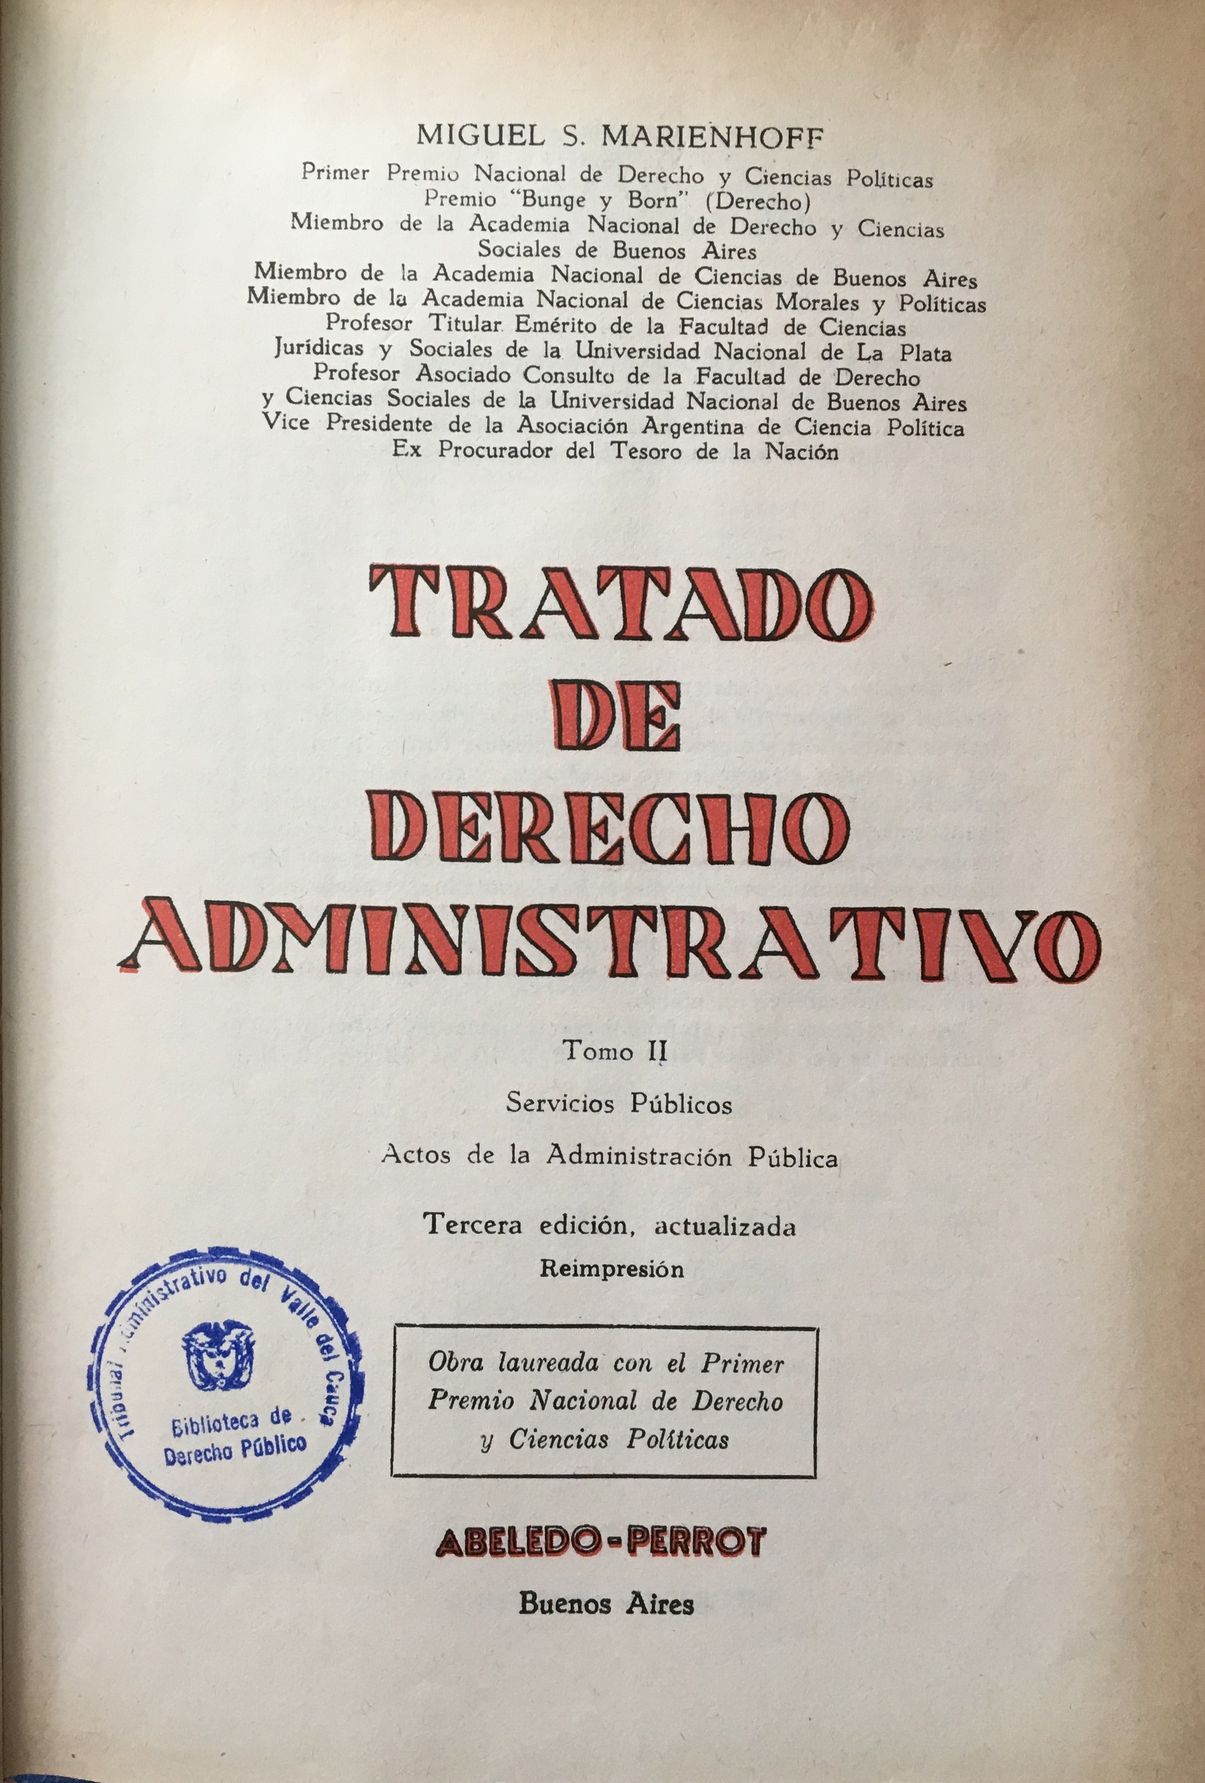 MIGUEL S. MARIENHOFF
Primer Premio Nacional de Derecho y Ciencias Políticas
Premio "Bunge y Born" (Derecho)
Miembro de la Academia Nacional de Derecho y Ciencias
Sociales de Buenos Aires
Miembro de la Academia Nacional de Ciencias de Buenos Aires
Miembro de la Academia Nacional de Ciencias Morales y Políticas
Profesor Titular Emérito de la Facultad de Ciencias
Jurídicas y Sociales de la Universidad Nacional de La Plata
Profesor Asociado Consulto de la Facultad de Derecho
y Ciencias Sociales de la Universidad Nacional de Buenos Aires
Vice Presidente de la Asociación Argentina de Ciencia Política
Ex Procurador del Tesoro de la Nación
TRATADO
DE
DERECHO
ADMINISTRATIVO
Tomo II
Servicios Públicos
Actos de la Administración Pública
Tercera edición, actualizada
Reimpresión
Tribunal Administrativo del Valle del Cauca
Biblioteca de
Derecho Público
Obra laureada con el Primer
Premio Nacional de Derecho
y Ciencias Políticas
ABELEDO-PERROT
Buenos Aires